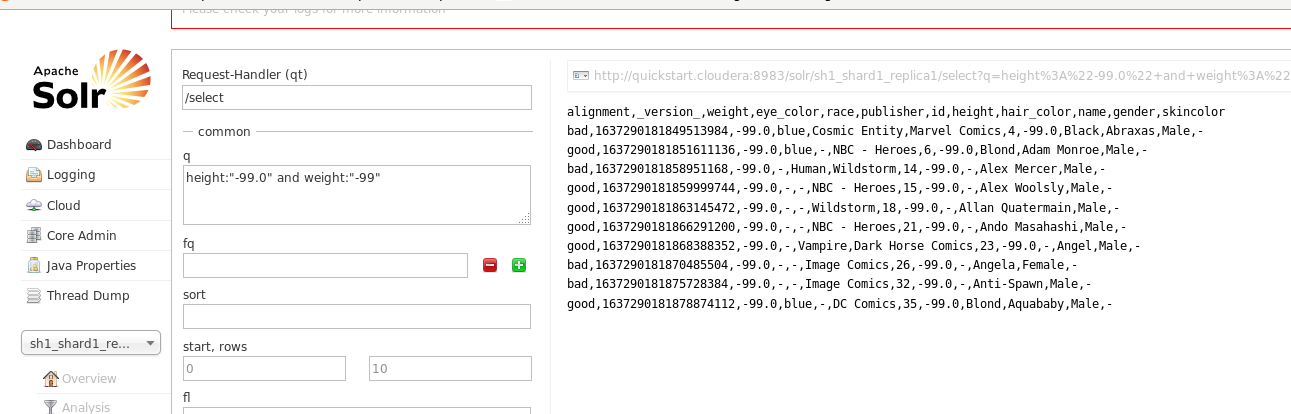 Please check your logs for more information
Apache
Solr
Dashboard
Logging
Cloud
Core Admin
Java Properties
Thread Dump
sh1_shard1_re...
Overview
Analysis
Request-Handler (qt)
/select
common
q
height:"-99.0" and weight:"-99"
fq
sort
start, rows
0
10
fl
http://quickstart.cloudera:8983/solr/sh1_shard1_replica1/select?q=height%3A%22-99.0%22+and+weight%3A%22
alignment,_version_,weight,eye_color,race,publisher,id,height,hair_color,name,gender,skincolor
bad,1637290181849513984,-99.0,blue,Cosmic Entity,Marvel Comics,4,-99.0,Black,Abraxas,Male,-
good,1637290181851611136,-99.0,blue,-,NBC - Heroes,6,-99.0,Blond,Adam Monroe,Male,-
bad,1637290181858951168,-99.0,-,Human,Wildstorm,14,-99.0,-,Alex Mercer,Male,-
good,1637290181859999744,-99.0,-,-,NBC - Heroes,15,-99.0,-,Alex Woolsly,Male,-
good,1637290181863145472,-99.0,-,-,Wildstorm,18,-99.0,-,Allan Quatermain,Male,-
good,1637290181866291200,-99.0,-,-,NBC - Heroes,21,-99.0,-,Ando Masahashi,Male,-
good,1637290181868388352,-99.0,-,Vampire,Dark Horse Comics,23,-99.0,-,Angel,Male,-
bad,1637290181870485504,-99.0,-,-,Image Comics,26,-99.0,-,Angela,Female,-
bad,1637290181875728384,-99.0,-,-,Image Comics,32,-99.0,-,Anti-Spawn,Male,-
good,1637290181878874112,-99.0,blue,-,DC Comics,35,-99.0,Blond,Aquababy,Male,-